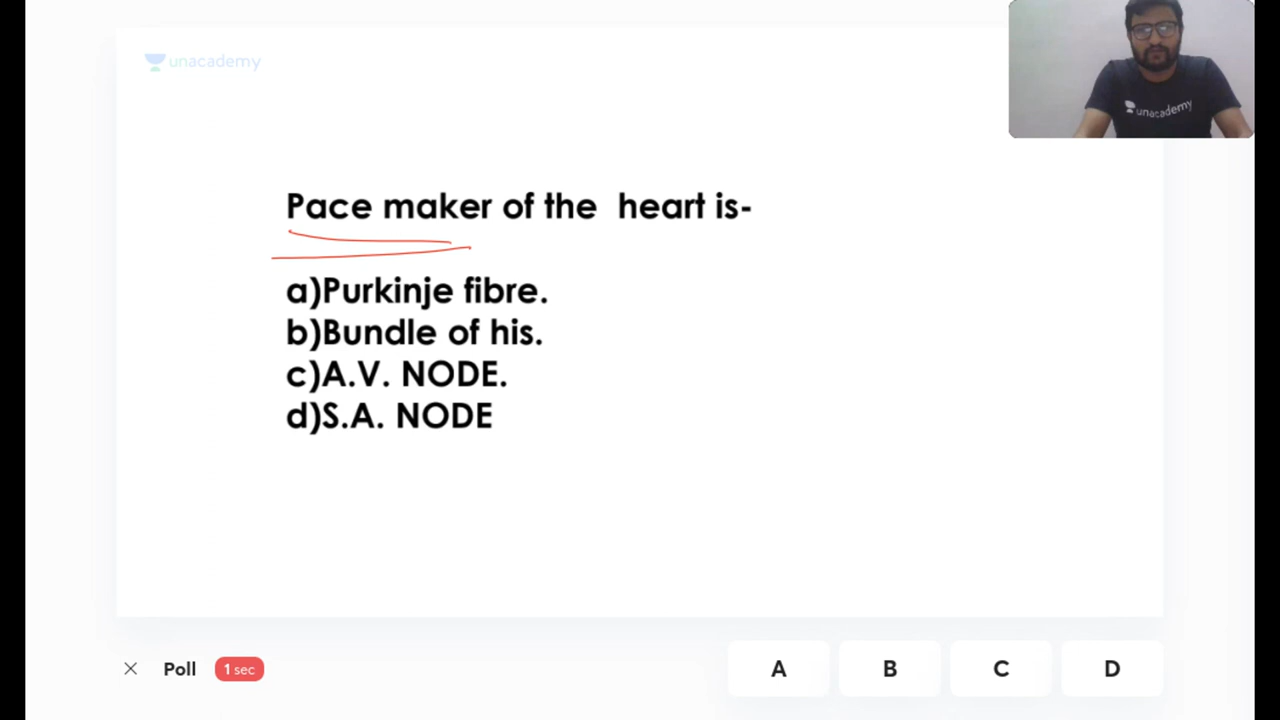 unacademy
unacademy
Pace maker of the heart is-
a)Purkinje fibre.
b)Bundle of his.
c)A.V. NODE.
d)S.A. NODE
Poll 1 sec A B C D